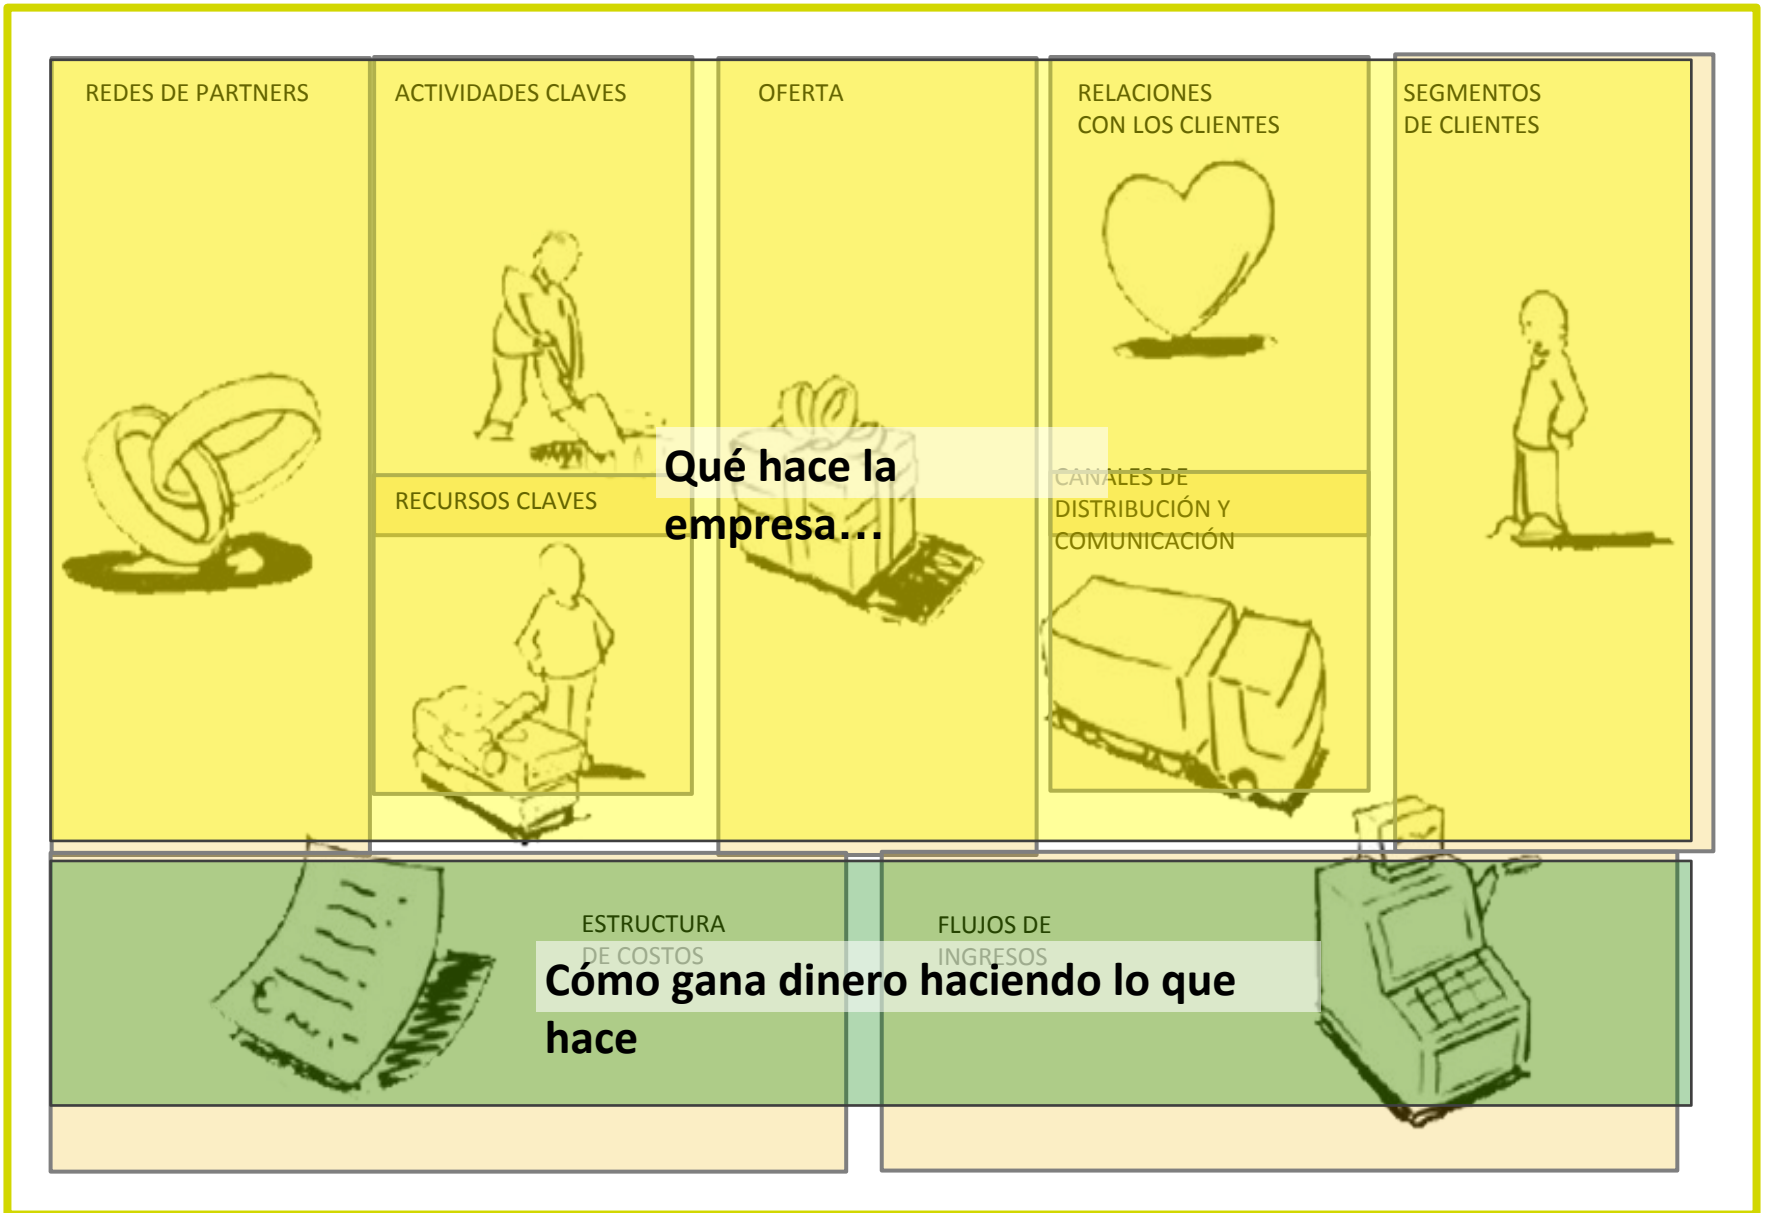 REDES DE PARTNERS
ACTIVIDADES CLAVES
OFERTA
RELACIONES
CON LOS CLIENTES
SEGMENTOS
DE CLIENTES
Qué hace la
empresa...
RECURSOS CLAVES
CANALES DE
DISTRIBUCIÓN Y
COMUNICACIÓN
ESTRUCTURA
DE COSTOS
FLUJOS DE
INGRESOS
Cómo gana dinero haciendo lo que
hace